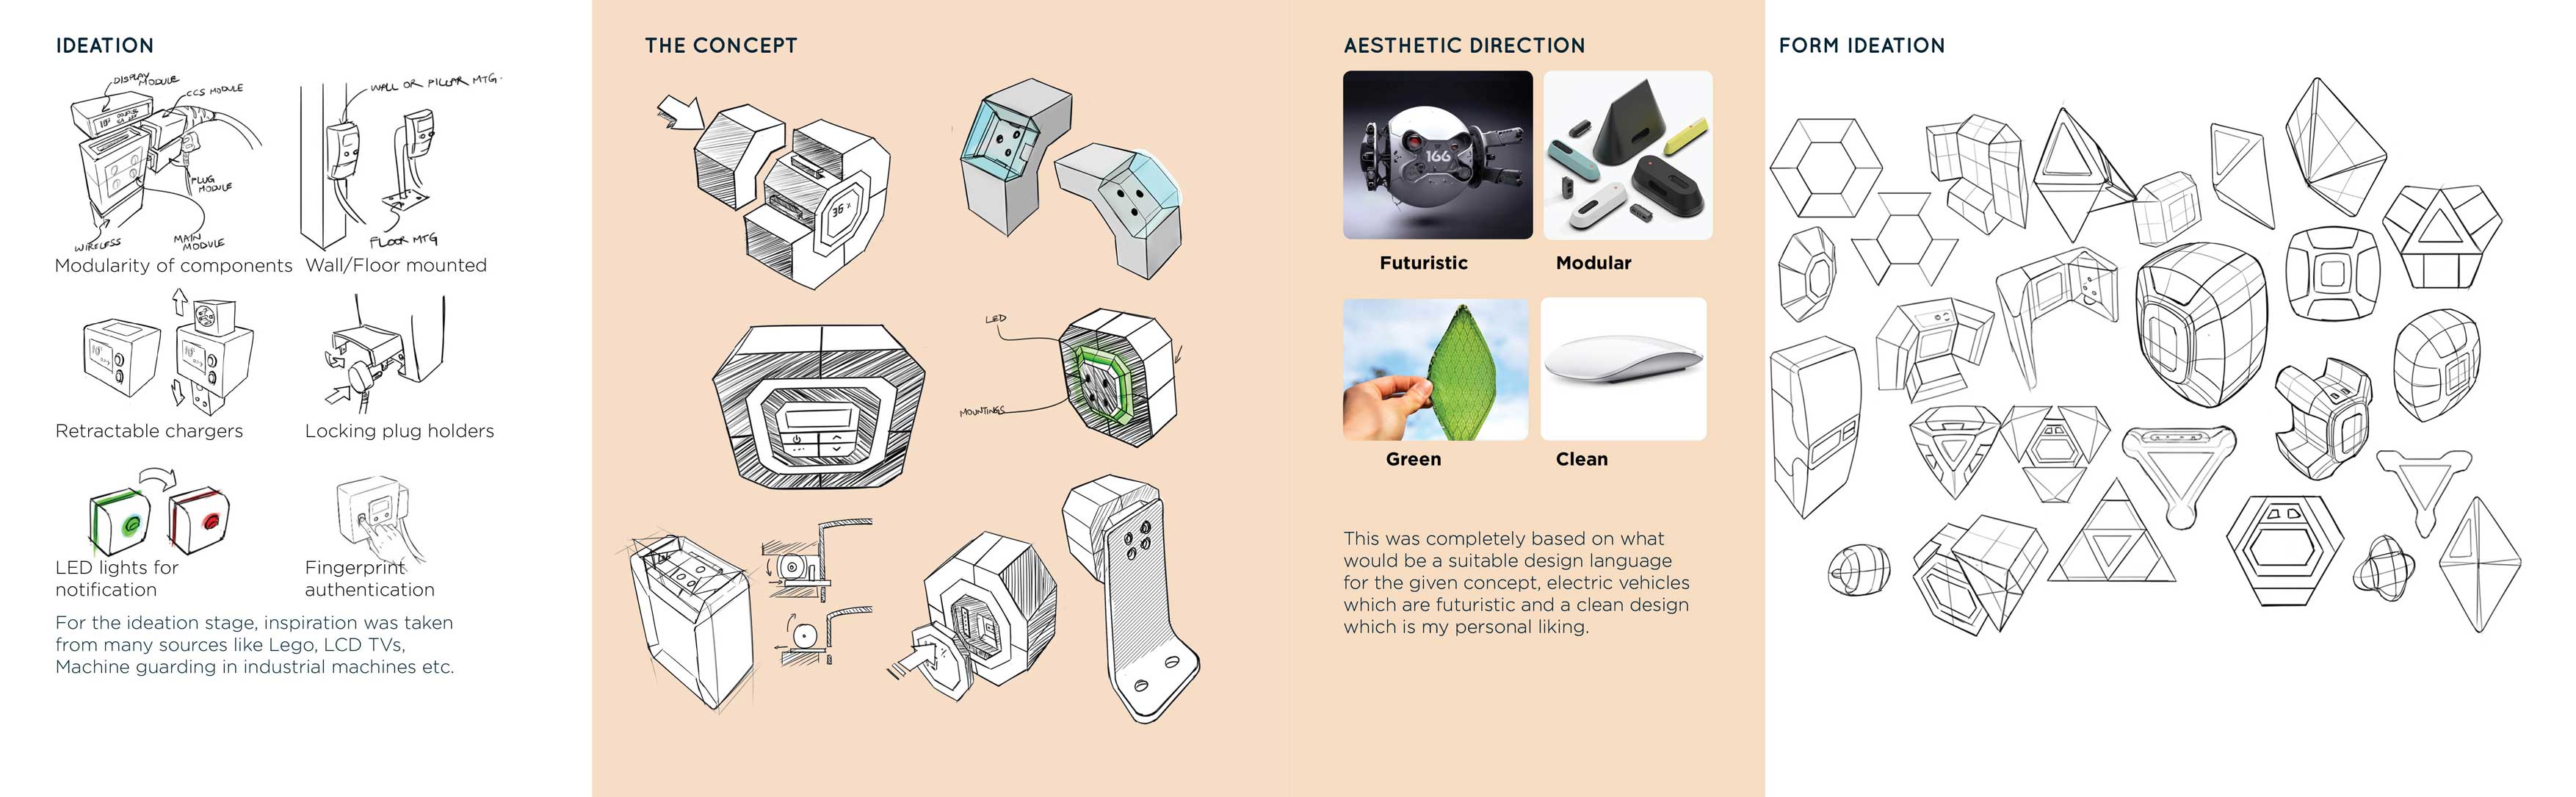 IDEATION
DISPLAY
MODULE
CCS MODULE
PLUG
MODULE
WIRELESS
MAIN
MODULE
WALL OR PILLAR MTG.
FLOOR MTG
Modularity of components
Wall/Floor mounted
Retractable chargers
Locking plug holders
LED lights for
notification
Fingerprint
authentication
For the ideation stage, inspiration was taken
from many sources like Lego, LCD TVs,
Machine guarding in industrial machines etc.
THE CONCEPT
36 %
LED
MOUNTINGS
AESTHETIC DIRECTION
166
Futuristic
Modular
Green
Clean
This was completely based on what
would be a suitable design language
for the given concept, electric vehicles
which are futuristic and a clean design
which is my personal liking.
FORM IDEATION